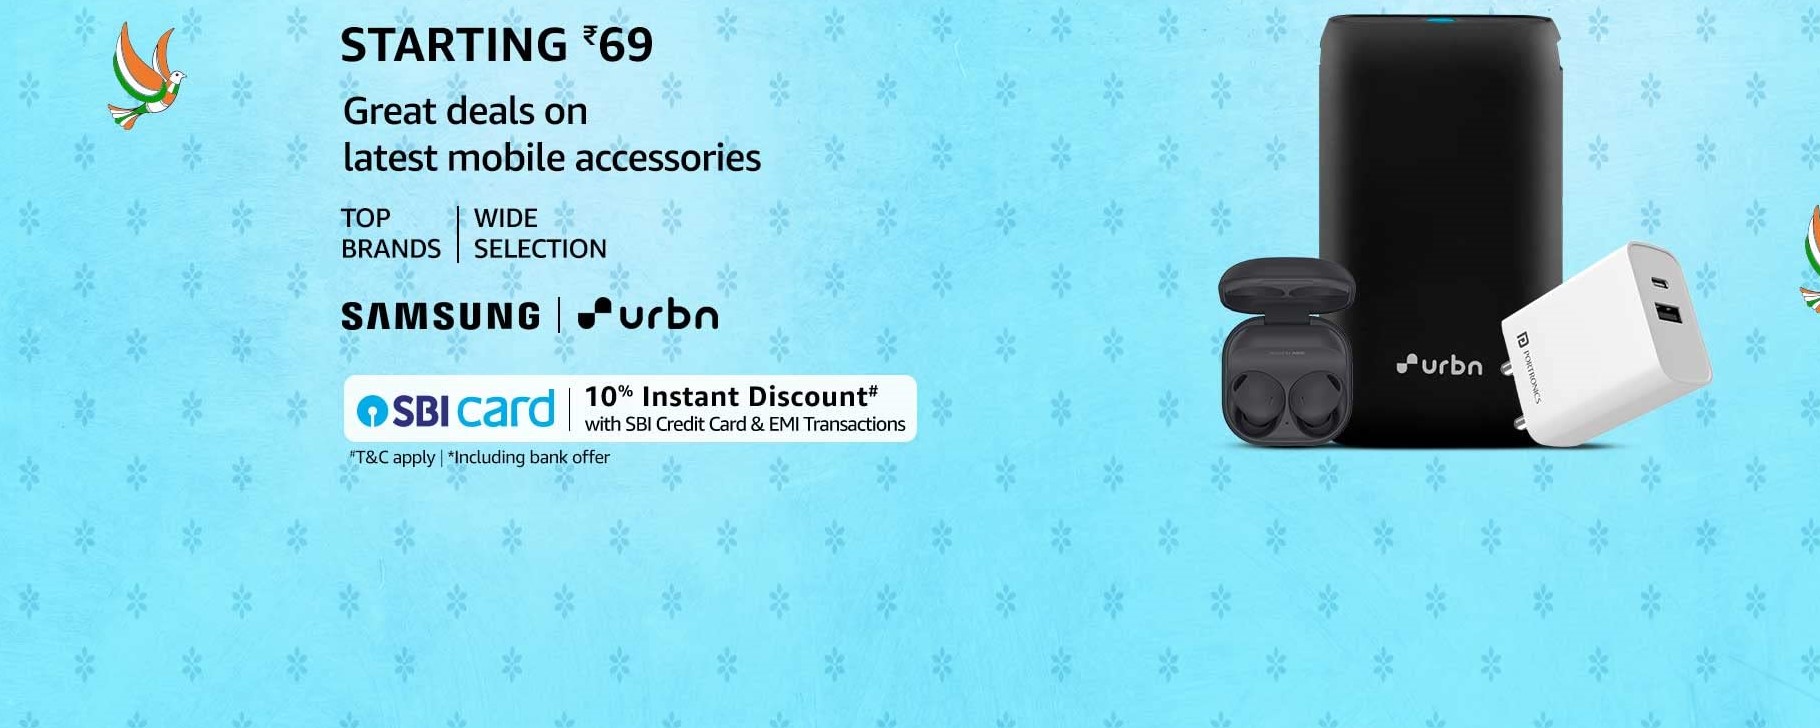 STARTING ₹69
Great deals on
latest mobile accessories
TOP
BRANDS
WIDE
SELECTION
SAMSUNG | urbn
SBI card
10% Instant Discount#
with SBI Credit Card & EMI Transactions
#T&C apply | *Including bank offer
urbn
PORTRONICS